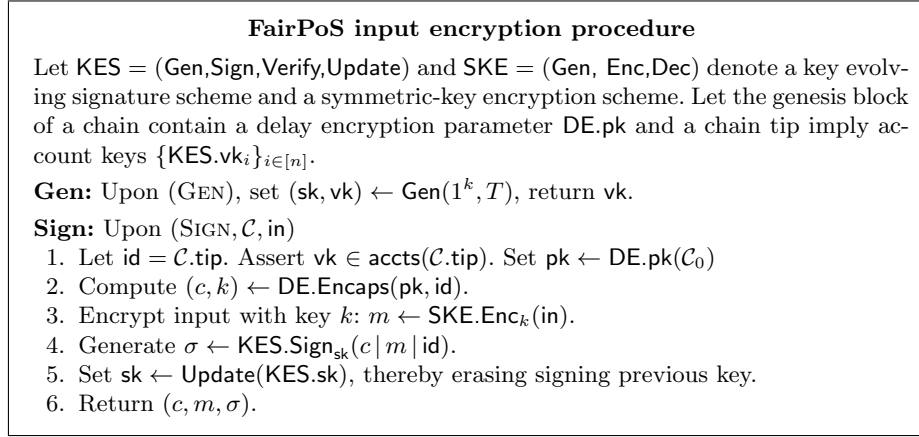 FairPoS input encryption procedure
Let KES = (Gen,Sign,Verify,Update) and SKE = (Gen, Enc,Dec) denote a key evolv-
ing signature scheme and a symmetric-key encryption scheme. Let the genesis block
of a chain contain a delay encryption parameter DE.pk and a chain tip imply ac-
count keys {KES.vkᵢ}ᵢ∈[n].
Gen: Upon (GEN), set (sk, vk) ← Gen(1ᵏ, T), return vk.
Sign: Upon (SIGN, 𝒞, in)
1. Let id = 𝒞.tip. Assert vk ∈ accts(𝒞.tip). Set pk ← DE.pk(𝒞₀)
2. Compute (c, k) ← DE.Encaps(pk, id).
3. Encrypt input with key k: m ← SKE.Encₖ(in).
4. Generate σ ← KES.Signₛₖ(c | m | id).
5. Set sk ← Update(KES.sk), thereby erasing signing previous key.
6. Return (c, m, σ).